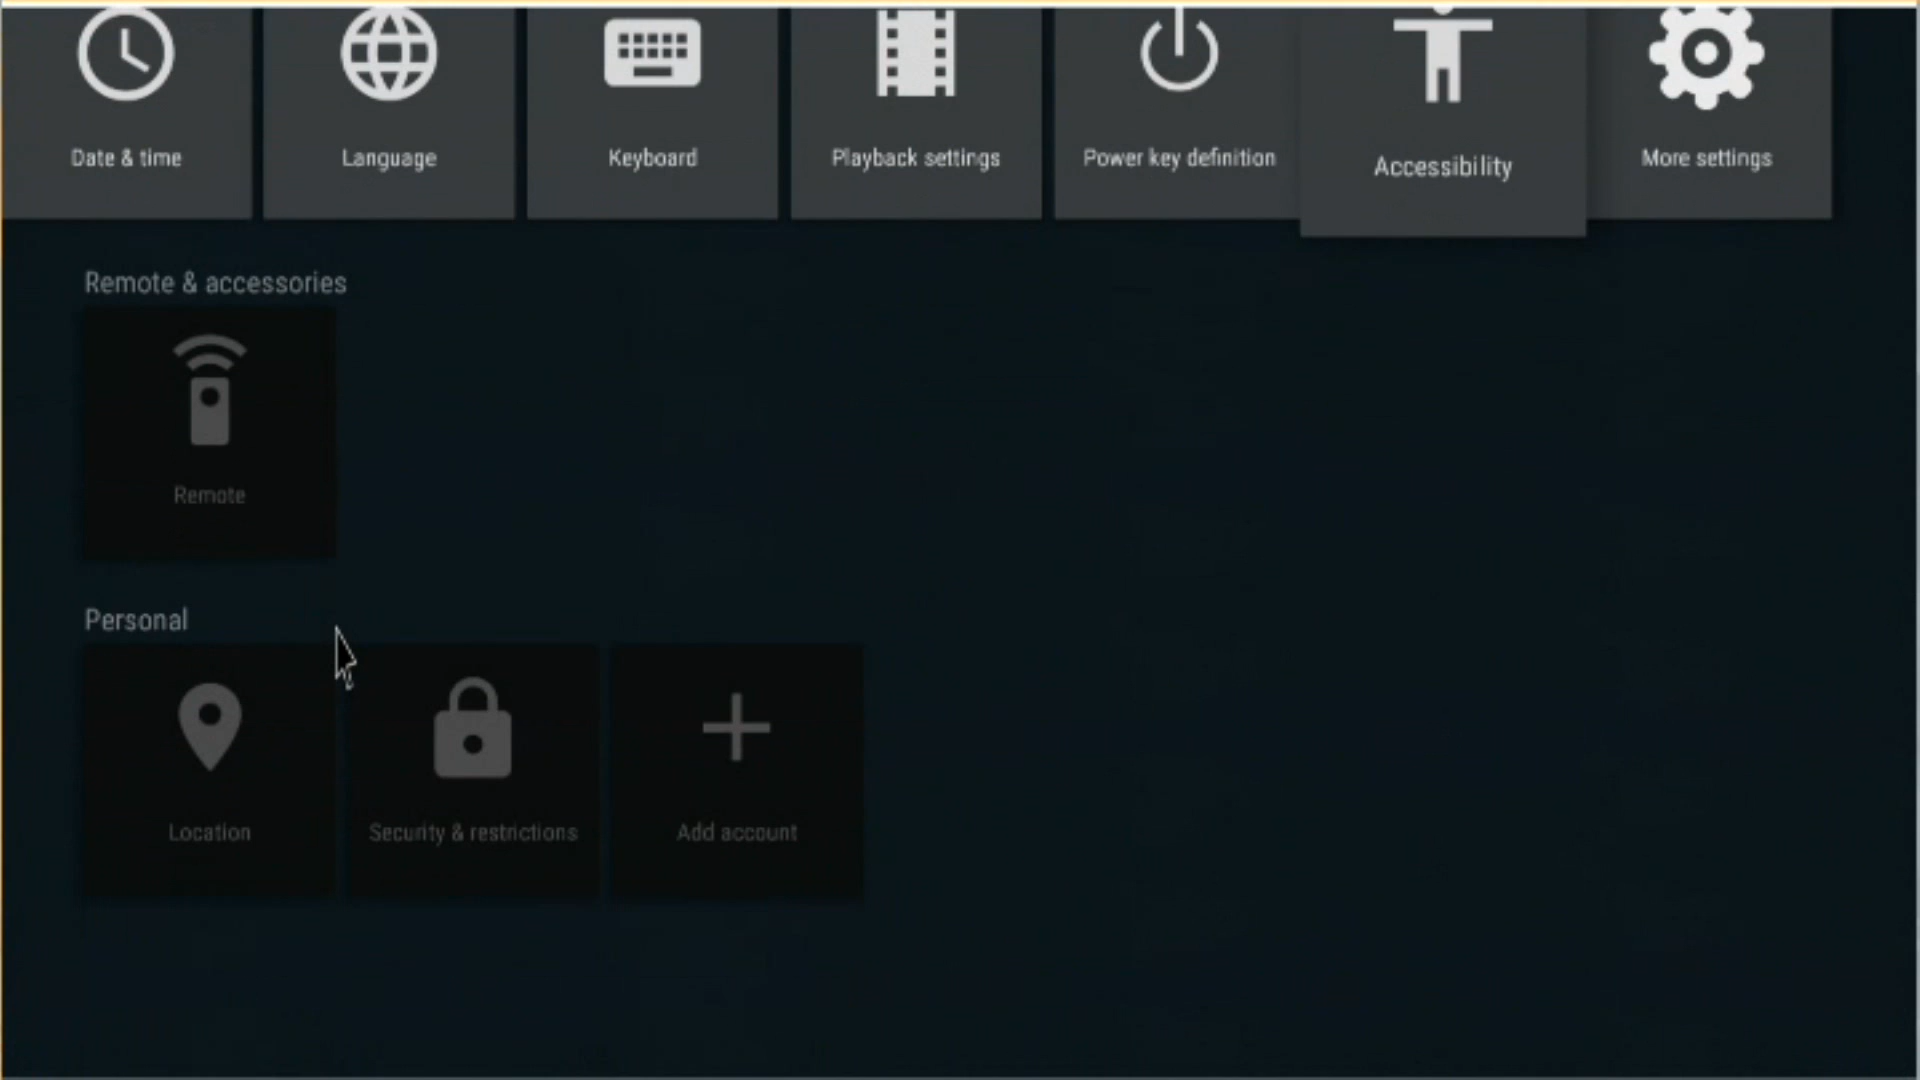 Date & time
Language
Keyboard
Playback settings
Power key definition
Accessibility
More settings
Remote & accessories
Remote
Personal
Location
Security & restrictions
Add account